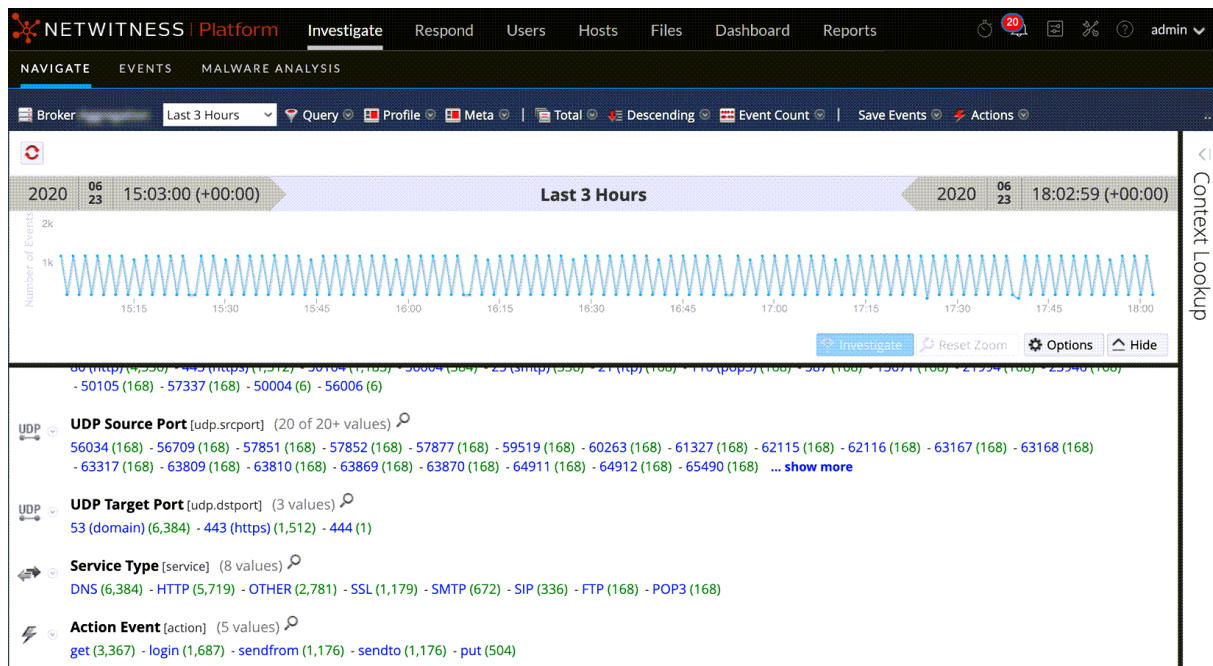 NETWITNESS | Platform Investigate Respond Users Hosts Files Dashboard Reports 20 admin
NAVIGATE EVENTS MALWARE ANALYSIS
Broker Last 3 Hours Query Profile Meta | Total Descending Event Count | Save Events Actions ..
2020 06 23 15:03:00 (+00:00) Last 3 Hours 2020 06 23 18:02:59 (+00:00)
Context Lookup
Number of Events
2k
1k
15:15 15:30 15:45 16:00 16:15 16:30 16:45 17:00 17:15 17:30 17:45 18:00
Investigate Reset Zoom Options Hide
- 50105 (168) - 57337 (168) - 50004 (6) - 56006 (6)
UDP UDP Source Port [udp.srcport] (20 of 20+ values)
56034 (168) - 56709 (168) - 57851 (168) - 57852 (168) - 57877 (168) - 59519 (168) - 60263 (168) - 61327 (168) - 62115 (168) - 62116 (168) - 63167 (168) - 63168 (168)
- 63317 (168) - 63809 (168) - 63810 (168) - 63869 (168) - 63870 (168) - 64911 (168) - 64912 (168) - 65490 (168) ... show more
UDP UDP Target Port [udp.dstport] (3 values)
53 (domain) (6,384) - 443 (https) (1,512) - 444 (1)
Service Type [service] (8 values)
DNS (6,384) - HTTP (5,719) - OTHER (2,781) - SSL (1,179) - SMTP (672) - SIP (336) - FTP (168) - POP3 (168)
Action Event [action] (5 values)
get (3,367) - login (1,687) - sendfrom (1,176) - sendto (1,176) - put (504)